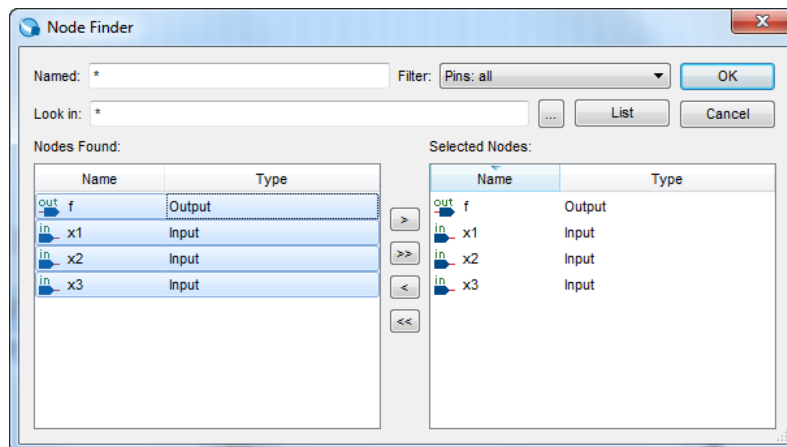 Node Finder
Named: * Filter: Pins: all OK
Look in: * ... List Cancel
Nodes Found: Selected Nodes:
Name Type Name Type
out f Output out f Output
in x1 Input in x1 Input
in x2 Input in x2 Input
in x3 Input in x3 Input
>
>>
<
<<